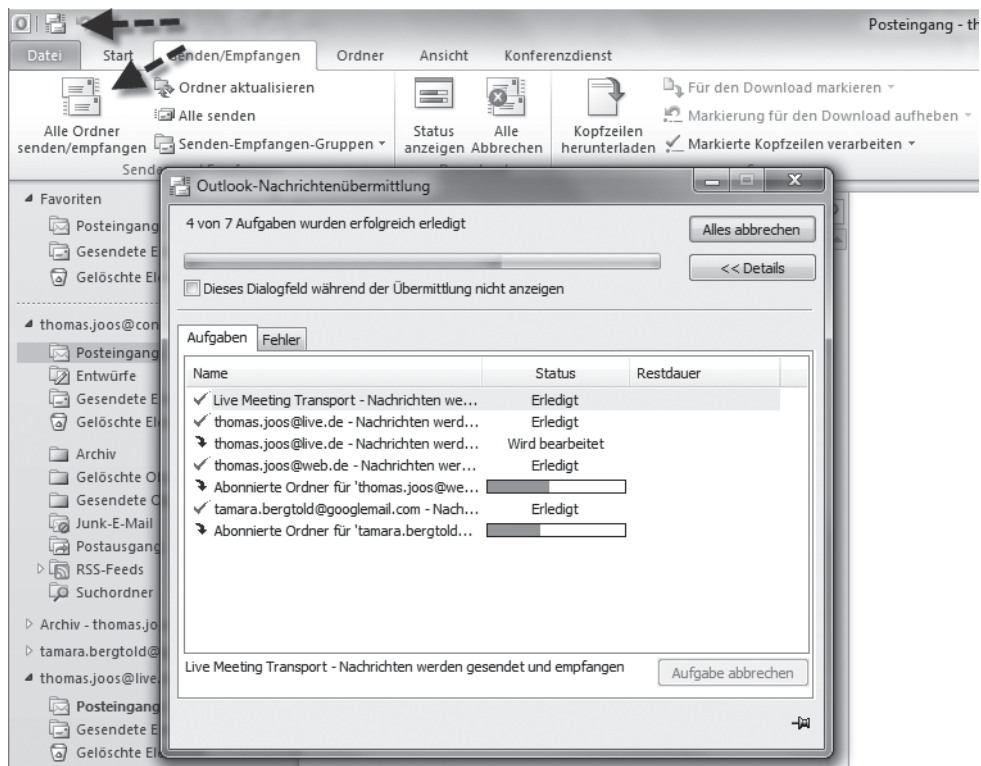 Posteingang - th
Datei Start Senden/Empfangen Ordner Ansicht Konferenzdienst
Alle Ordner senden/empfangen
Ordner aktualisieren
Alle senden
Senden-Empfangen-Gruppen
Status anzeigen
Alle Abbrechen
Kopfzeilen herunterladen
Für den Download markieren
Markierung für den Download aufheben
Markierte Kopfzeilen verarbeiten
Favoriten
Posteingang
Gesendete E
Gelöschte El
thomas.joos@con
Posteingang
Entwürfe
Gesendete E
Gelöschte El
Archiv
Gelöschte Ob
Gesendete O
Junk-E-Mail
Postausgang
RSS-Feeds
Suchordner
Archiv - thomas.jo
tamara.bergtold@
thomas.joos@live.
Posteingang
Gesendete E
Gelöschte Ele
Outlook-Nachrichtenübermittlung
4 von 7 Aufgaben wurden erfolgreich erledigt
Alles abbrechen
<< Details
Dieses Dialogfeld während der Übermittlung nicht anzeigen
Aufgaben Fehler
Name Status Restdauer
Live Meeting Transport - Nachrichten we... Erledigt
thomas.joos@live.de - Nachrichten werd... Erledigt
thomas.joos@live.de - Nachrichten werd... Wird bearbeitet
thomas.joos@web.de - Nachrichten wer... Erledigt
Abonnierte Ordner für 'thomas.joos@we...
tamara.bergtold@googlemail.com - Nach... Erledigt
Abonnierte Ordner für 'tamara.bergtold...
Live Meeting Transport - Nachrichten werden gesendet und empfangen
Aufgabe abbrechen